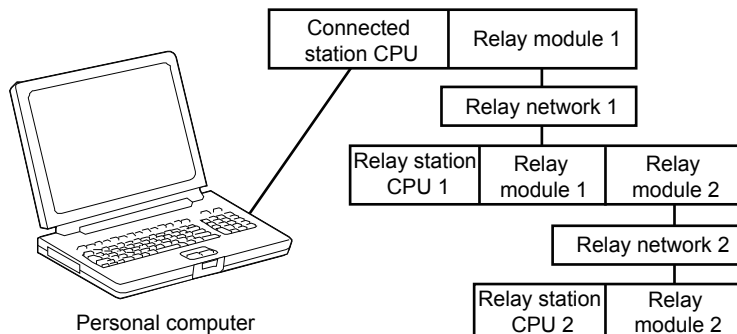 Connected
station CPU
Relay module 1
Relay network 1
Relay station
CPU 1
Relay
module 1
Relay
module 2
Relay network 2
Relay station
CPU 2
Relay
module 2
Personal computer